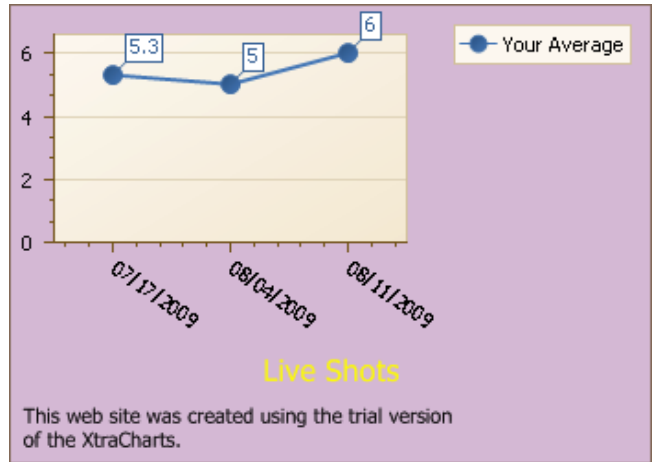 5.3
5
6
Your Average
6
4
2
0
07/17/2009
08/04/2009
08/11/2009
Live Shots
This web site was created using the trial version
of the XtraCharts.